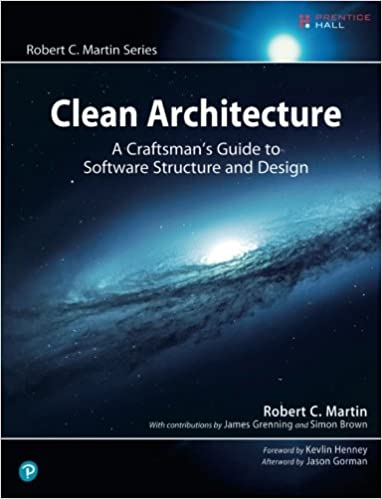 PRENTICE
HALL
Robert C. Martin Series
Clean Architecture
A Craftsman's Guide to
Software Structure and Design
Robert C. Martin
With contributions by James Grenning and Simon Brown
Foreword by Kevlin Henney
Afterword by Jason Gorman
P